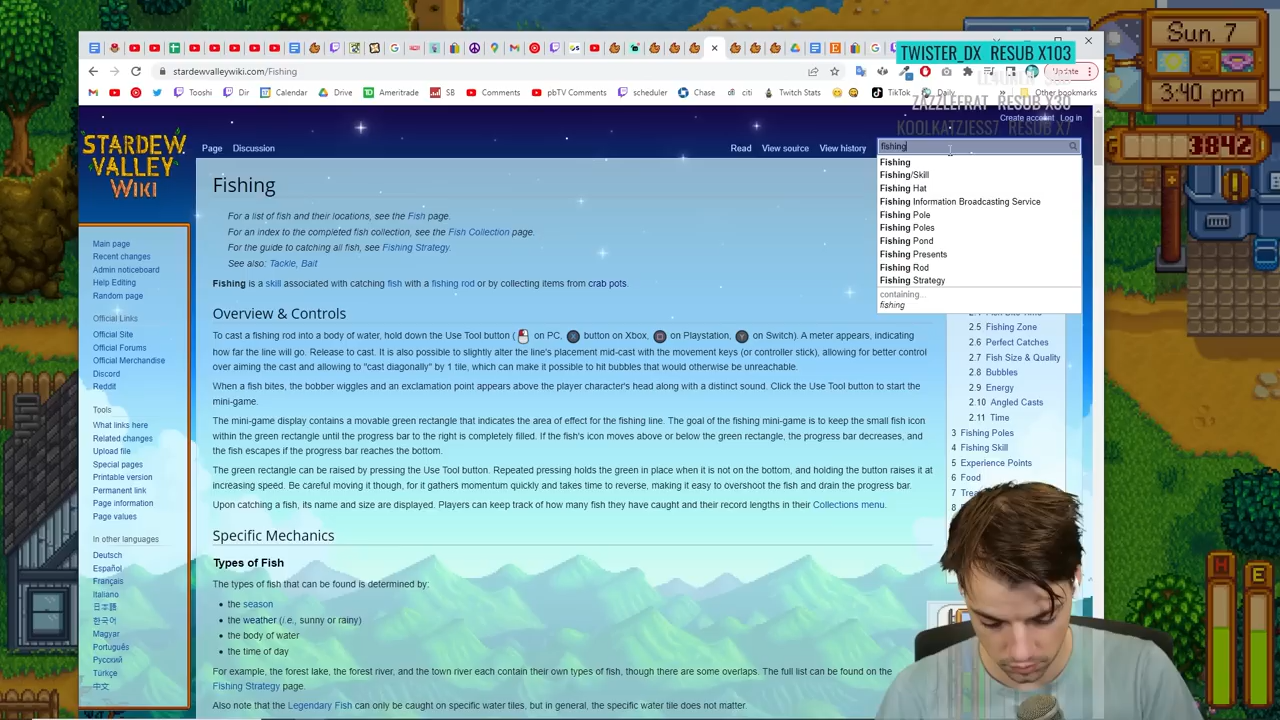 Sun. 7
3:40 pm
3842
TWISTER_DX RESUB X103
ZAZZLEFRAT RESUB X30
KOOLKATJESS7 RESUB X7
stardewvalleywiki.com/Fishing
Update
Tooshi
Dir
Calendar
Drive
Ameritrade
SB
Comments
pbTV Comments
scheduler
Chase
citi
Twitch Stats
TikTok
Daily
Other bookmarks
Create account
Log in
STARDEW
VALLEY
WIKI
Page
Discussion
Read
View source
View history
fishing
Fishing
Fishing/Skill
Fishing Hat
Fishing Information Broadcasting Service
Fishing Pole
Fishing Poles
Fishing Pond
Fishing Presents
Fishing Rod
Fishing Strategy
containing...
fishing
Main page
Recent changes
Admin noticeboard
Help Editing
Random page
Official Links
Official Site
Official Forums
Official Merchandise
Discord
Reddit
Tools
What links here
Related changes
Upload file
Special pages
Printable version
Permanent link
Page information
Page values
In other languages
Deutsch
Español
Français
Italiano
日本語
한국어
Magyar
Português
Русский
Türkçe
中文
Fishing
For a list of fish and their locations, see the Fish page.
For an index to the completed fish collection, see the Fish Collection page.
For the guide to catching all fish, see Fishing Strategy.
See also: Tackle, Bait
Fishing is a skill associated with catching fish with a fishing rod or by collecting items from crab pots.
Overview & Controls
To cast a fishing rod into a body of water, hold down the Use Tool button ( on PC, X button on Xbox, on Playstation, Y on Switch). A meter appears, indicating
how far the line will go. Release to cast. It is also possible to slightly alter the line's placement mid-cast with the movement keys (or controller stick), allowing for better control
over aiming the cast and allowing to "cast diagonally" by 1 tile, which can make it possible to hit bubbles that would otherwise be unreachable.
When a fish bites, the bobber wiggles and an exclamation point appears above the player character's head along with a distinct sound. Click the Use Tool button to start the
mini-game.
The mini-game display contains a movable green rectangle that indicates the area of effect for the fishing line. The goal of the fishing mini-game is to keep the small fish icon
within the green rectangle until the progress bar to the right is completely filled. If the fish's icon moves above or below the green rectangle, the progress bar decreases, and
the fish escapes if the progress bar reaches the bottom.
The green rectangle can be raised by pressing the Use Tool button. Repeated pressing holds the green in place when it is not on the bottom, and holding the button raises it at
increasing speed. Be careful moving it though, for it gathers momentum quickly and takes time to reverse, making it easy to overshoot the fish and drain the progress bar.
Upon catching a fish, its name and size are displayed. Players can keep track of how many fish they have caught and their record lengths in their Collections menu.
Specific Mechanics
Types of Fish
The types of fish that can be found is determined by:
• the season
• the weather (i.e., sunny or rainy)
• the body of water
• the time of day
For example, the forest lake, the forest river, and the town river each contain their own types of fish, though there are some overlaps. The full list can be found on the
Fishing Strategy page.
Also note that the Legendary Fish can only be caught on specific water tiles, but in general, the specific water tile does not matter.
2.5 Fishing Zone
2.6 Perfect Catches
2.7 Fish Size & Quality
2.8 Bubbles
2.9 Energy
2.10 Angled Casts
2.11 Time
3 Fishing Poles
4 Fishing Skill
5 Experience Points
6 Food
7
8
H
E